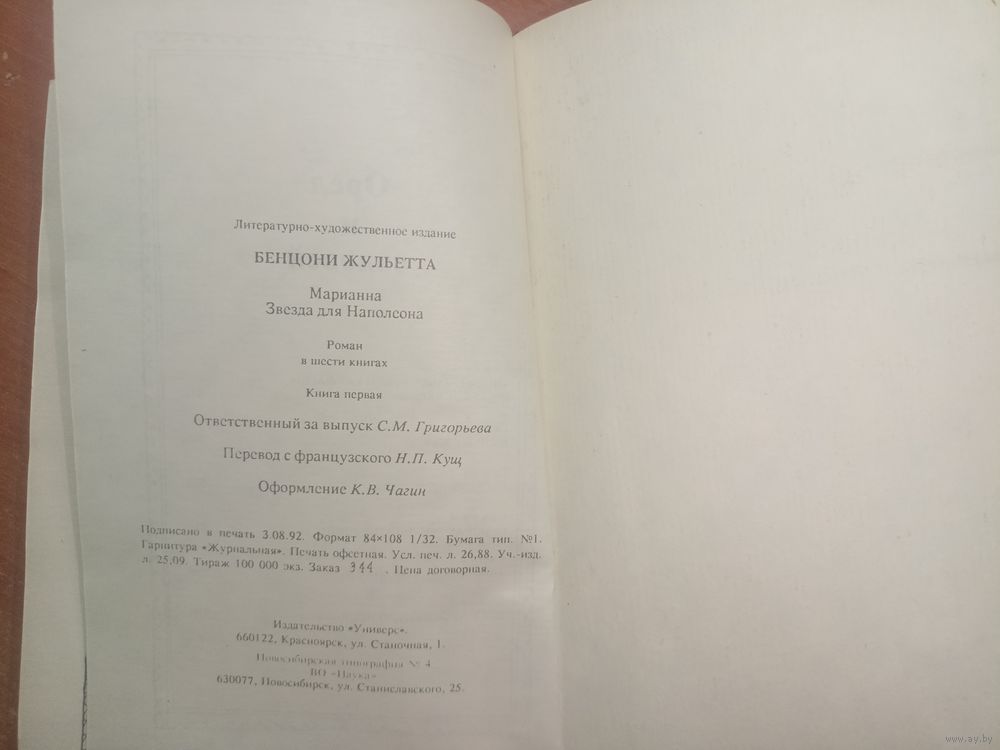 Литературно-художественное издание
БЕНЦОНИ ЖУЛЬЕТТА
Марианна
Звезда для Наполеона
Роман
в шести книгах
Книга первая
Ответственный за выпуск С.М. Григорьева
Перевод с французского Н.П. Кущ
Оформление К.В. Чагин
Подписано в печать 3.08.92. Формат 84×108 1/32. Бумага тип. №1.
Гарнитура «Журнальная». Печать офсетная. Усл. печ. л. 26,88. Уч.-изд.
л. 25,09. Тираж 100 000 экз. Заказ 344 . Цена договорная.
Издательство «Универс».
660122, Красноярск, ул. Станочная, 1.
Новосибирская типография № 4
ВО «Наука»
630077, Новосибирск, ул. Станиславского, 25.
www.ay.by